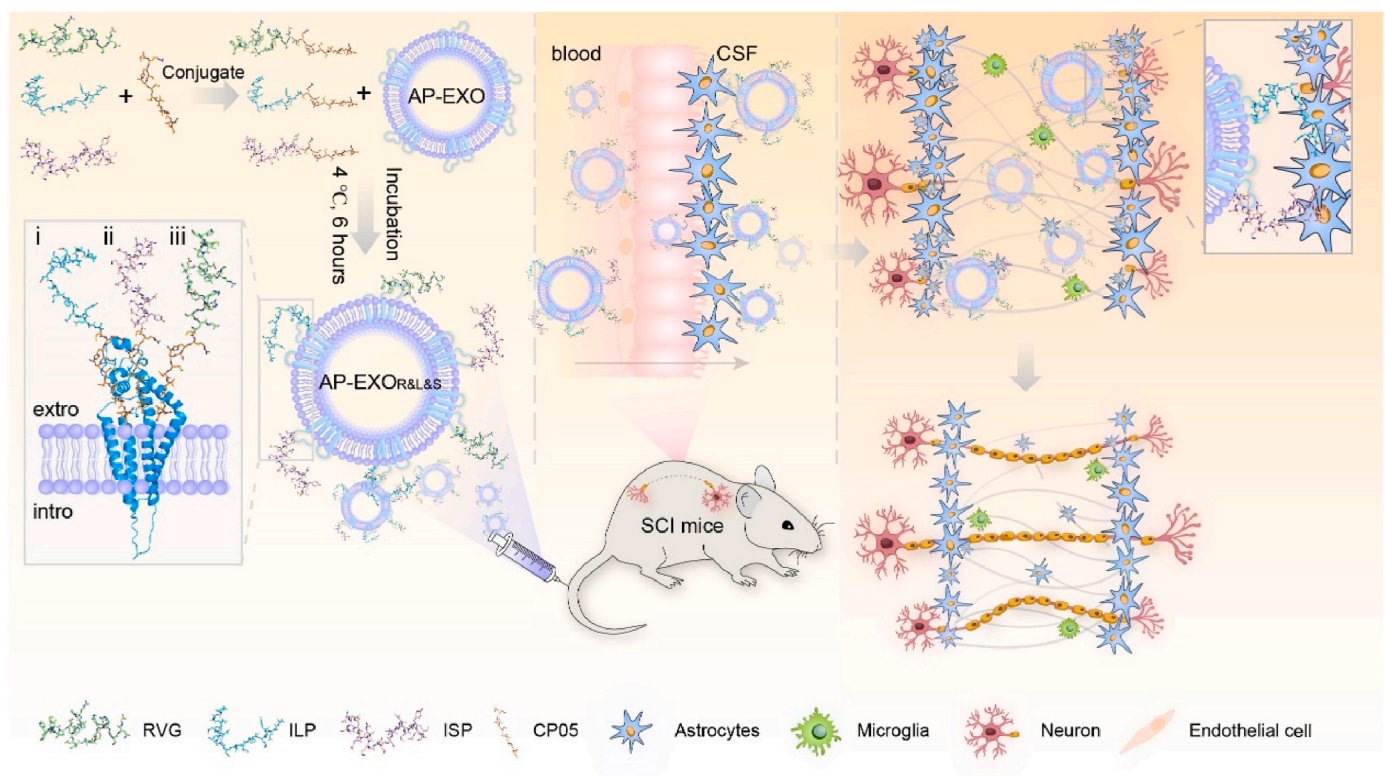 Conjugate
+
+
AP-EXO
4 °C, 6 hours
Incubation
i
ii
iii
extro
intro
AP-EXOR&L&S
blood
CSF
SCI mice
RVG
ILP
ISP
CP05
Astrocytes
Microglia
Neuron
Endothelial cell